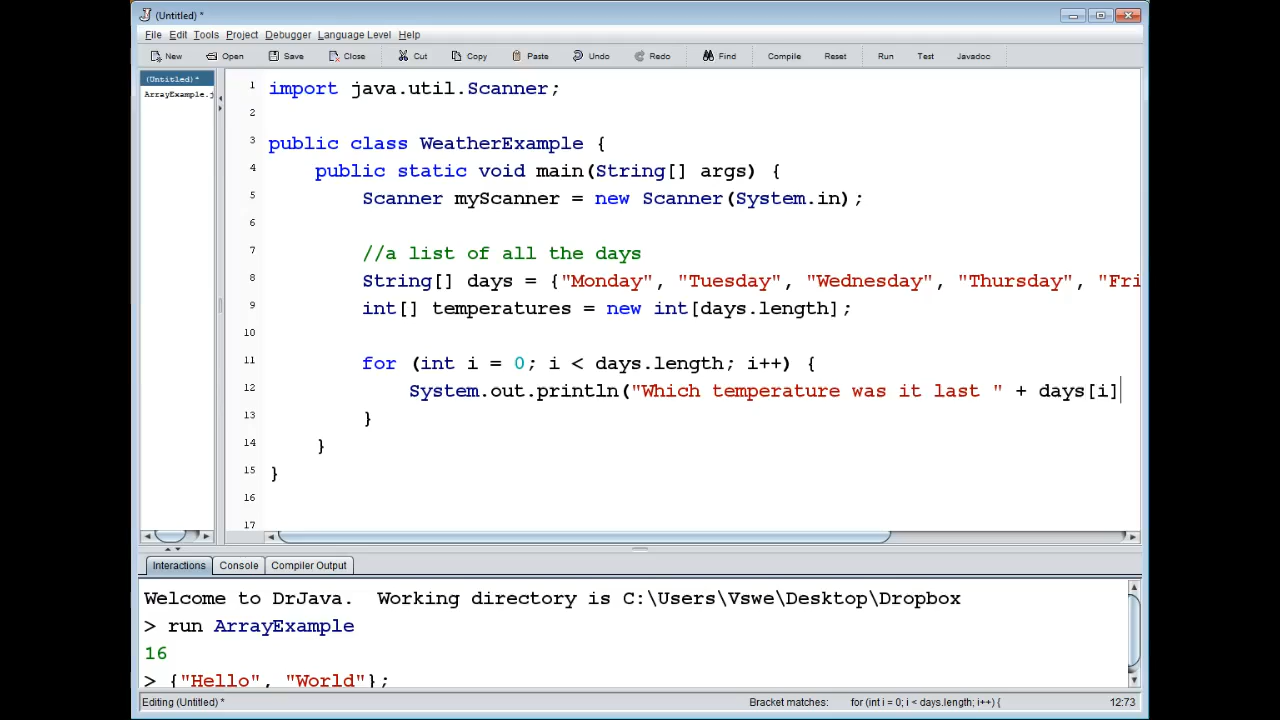 (Untitled) *
File Edit Tools Project Debugger Language Level Help
New Open Save Close Cut Copy Paste Undo Redo Find Compile Reset Run Test Javadoc
(Untitled) *
ArrayExample.j
1 import java.util.Scanner;
2
3 public class WeatherExample {
4 public static void main(String[] args) {
5 Scanner myScanner = new Scanner(System.in);
6
7 //a list of all the days
8 String[] days = {"Monday", "Tuesday", "Wednesday", "Thursday", "Fri
9 int[] temperatures = new int[days.length];
10
11 for (int i = 0; i < days.length; i++) {
12 System.out.println("Which temperature was it last " + days[i]
13 }
14 }
15 }
16
17
Interactions Console Compiler Output
Welcome to DrJava. Working directory is C:\Users\Vswe\Desktop\Dropbox
> run ArrayExample
16
> {"Hello", "World"};
Editing (Untitled) * Bracket matches: for (int i = 0; i < days.length; i++) { 12:73